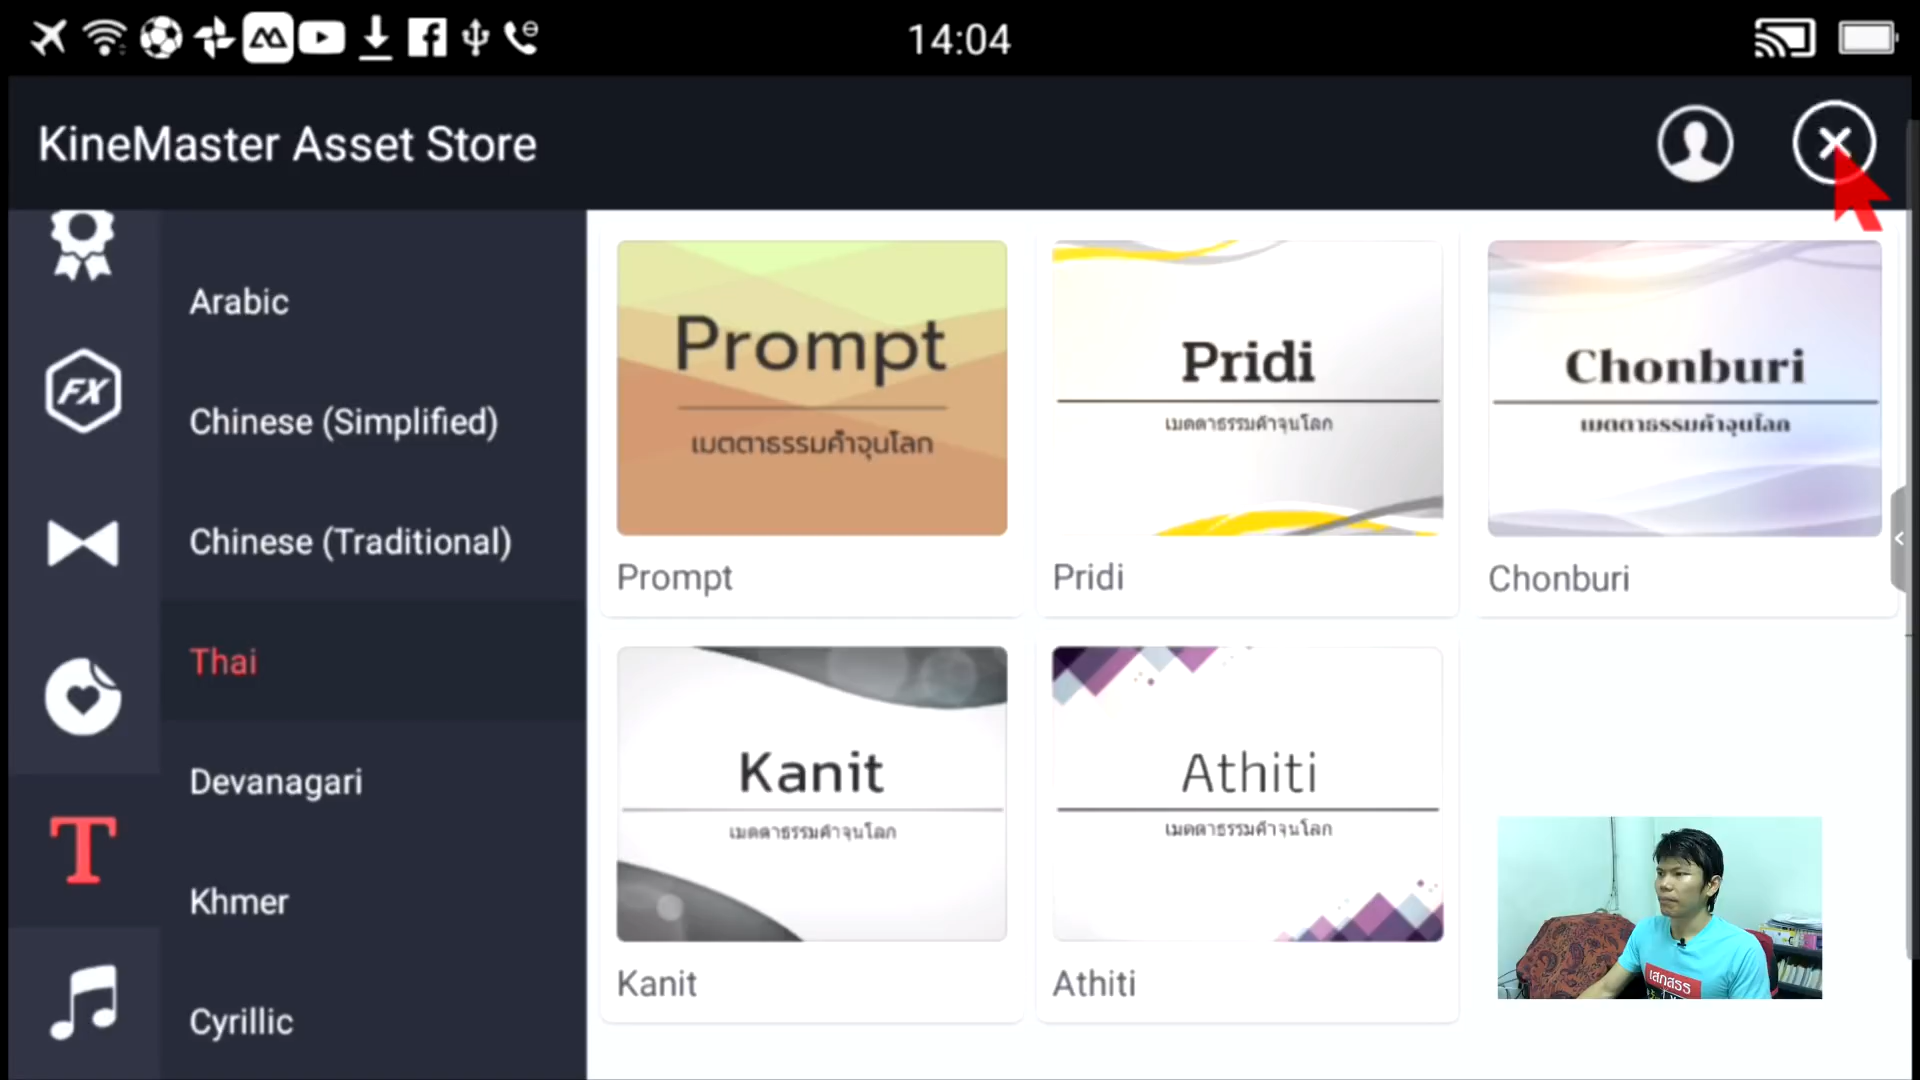 14:04
KineMaster Asset Store
Arabic
Chinese (Simplified)
Chinese (Traditional)
Thai
Devanagari
Khmer
Cyrillic
FX
T
Prompt
เมตตาธรรมค้ำจุนโลก
Prompt
Pridi
เมตตาธรรมค้ำจุนโลก
Pridi
Chonburi
เมตตาธรรมค้ำจุนโลก
Chonburi
Kanit
เมตตาธรรมค้ำจุนโลก
Kanit
Athiti
เมตตาธรรมค้ำจุนโลก
Athiti